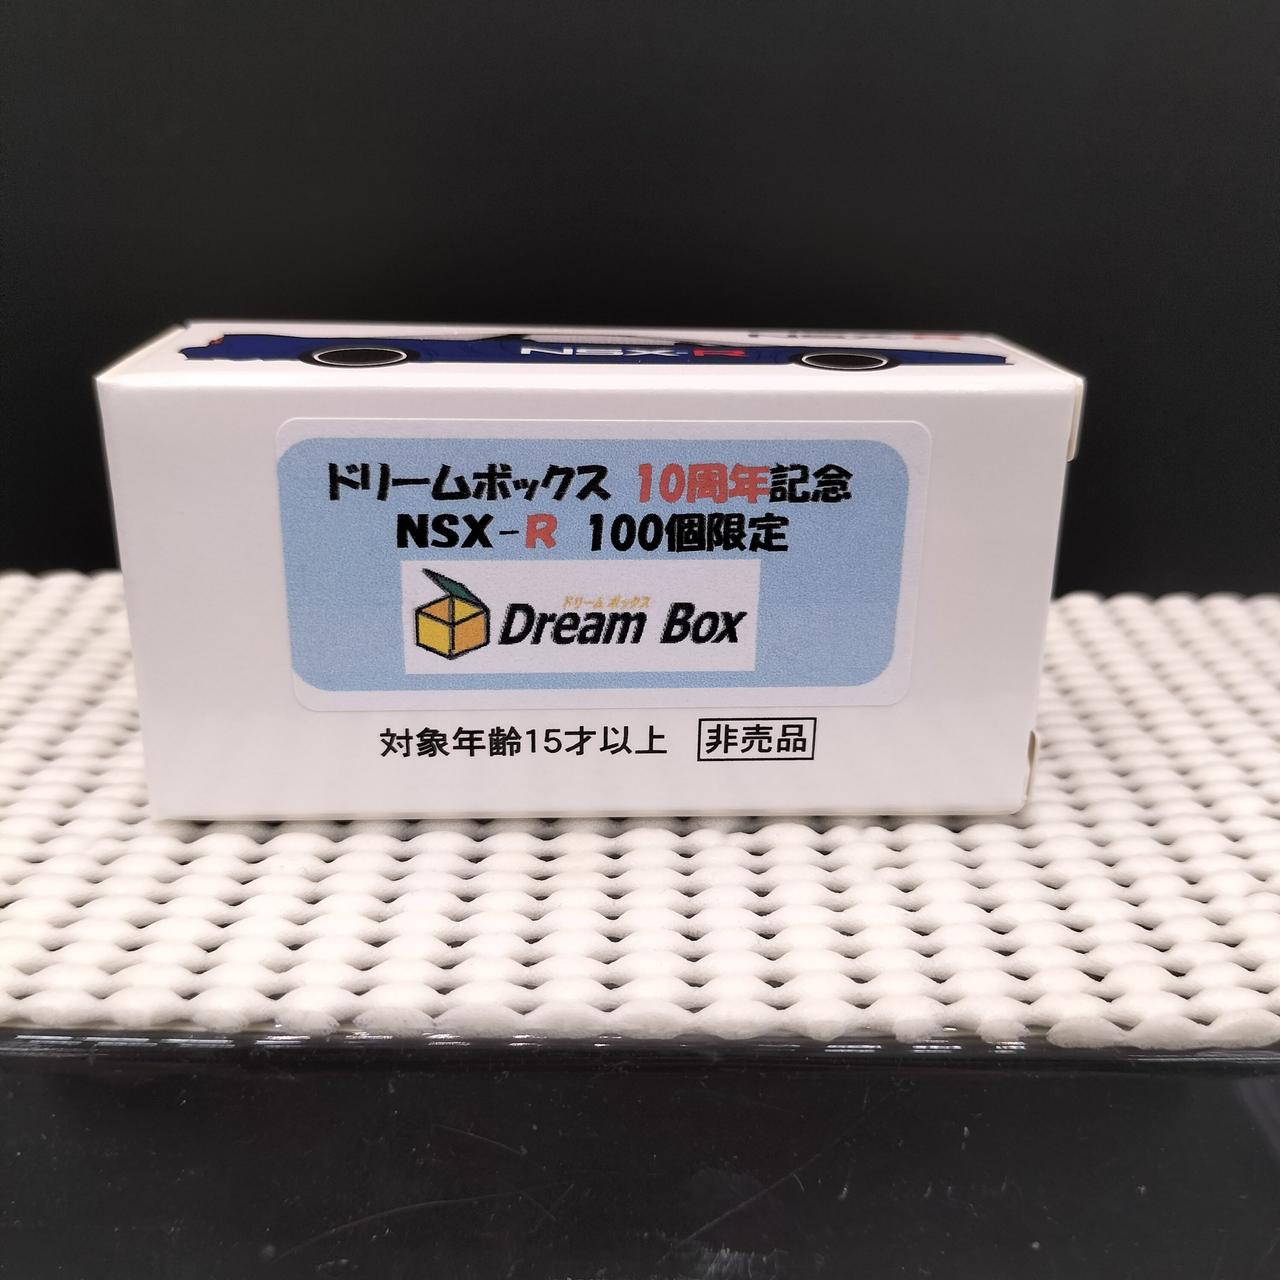 NSX-R
NSX-R
ドリームボックス 10周年記念
NSX-R 100個限定
ドリームボックス
Dream Box
対象年齢15才以上 非売品